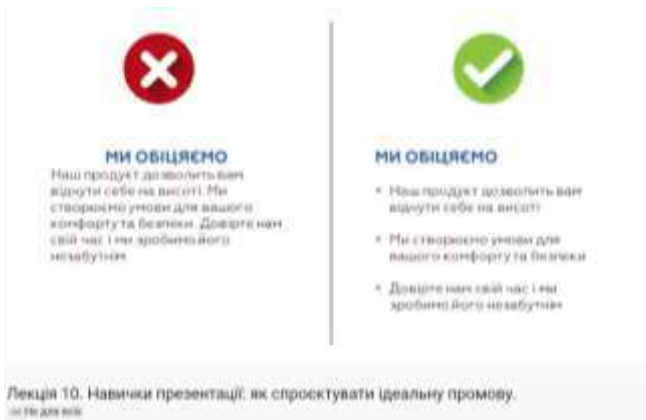 МИ ОБІЦЯЄМО
Наш продукт дозволить вам
відчути себе на висоті. Ми
створюємо умови для вашого
комфорту та безпеки. Довірте нам
свій час і ми зробимо його
незабутнім
МИ ОБІЦЯЄМО
• Наш продукт дозволить вам
відчути себе на висоті
• Ми створюємо умови для
вашого комфорту та безпеки
• Довірте нам свій час і ми
зробимо його незабутнім
Лекція 10. Навички презентації: як спроєктувати ідеальну промову.
для всіх